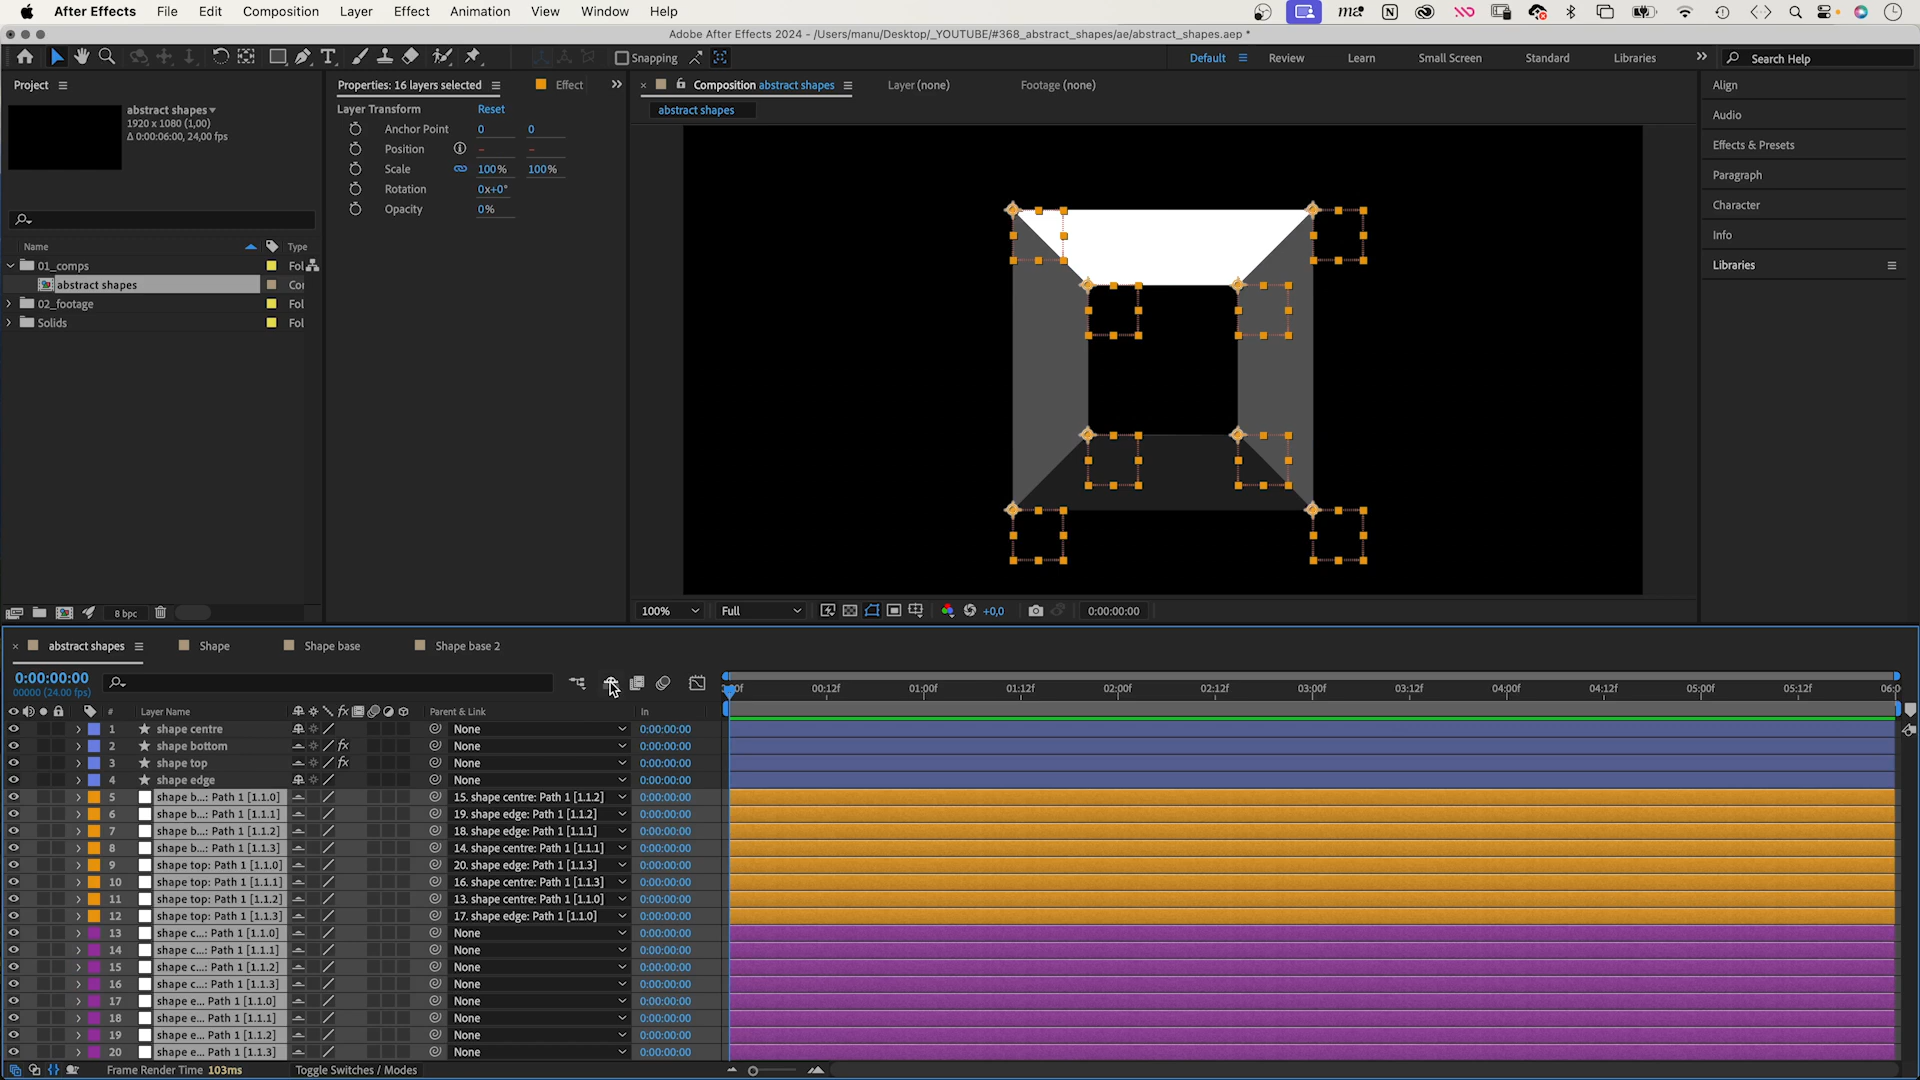 After Effects File Edit Composition Layer Effect Animation View Window Help
Adobe After Effects 2024 - /Users/manu/Desktop/_YOUTUBE/#368_abstract_shapes/ae/abstract_shapes.aep *
Snapping
Default Review Learn Small Screen Standard Libraries Search Help
Project
Properties: 16 layers selected
Effect
Composition abstract shapes
Layer (none)
Footage (none)
abstract shapes
abstract shapes
1920 x 1080 (1,00)
Δ 0:00:06:00, 24,00 fps
Layer Transform Reset
Anchor Point 0 0
Position - -
Scale 100% 100%
Rotation 0x+0°
Opacity 0%
Name Type
01_comps Fol
abstract shapes Coi
02_footage Fol
Solids Fol
8 bpc
100% Full +0,0 0:00:00:00
Align
Audio
Effects & Presets
Paragraph
Character
Info
Libraries
abstract shapes Shape Shape base Shape base 2
0:00:00:00
00000 (24.00 fps)
00:12f 01:00f 01:12f 02:00f 02:12f 03:00f 03:12f 04:00f 04:12f 05:00f 05:12f 06:0
# Layer Name fx Parent & Link In
1 shape centre None 0:00:00:00
2 shape bottom fx None 0:00:00:00
3 shape top fx None 0:00:00:00
4 shape edge None 0:00:00:00
5 shape b...: Path 1 [1.1.0] 15. shape centre: Path 1 [1.1.2] 0:00:00:00
6 shape b...: Path 1 [1.1.1] 19. shape edge: Path 1 [1.1.2] 0:00:00:00
7 shape b...: Path 1 [1.1.2] 18. shape edge: Path 1 [1.1.1] 0:00:00:00
8 shape b...: Path 1 [1.1.3] 14. shape centre: Path 1 [1.1.1] 0:00:00:00
9 shape top: Path 1 [1.1.0] 20. shape edge: Path 1 [1.1.3] 0:00:00:00
10 shape top: Path 1 [1.1.1] 16. shape centre: Path 1 [1.1.3] 0:00:00:00
11 shape top: Path 1 [1.1.2] 13. shape centre: Path 1 [1.1.0] 0:00:00:00
12 shape top: Path 1 [1.1.3] 17. shape edge: Path 1 [1.1.0] 0:00:00:00
13 shape c...: Path 1 [1.1.0] None 0:00:00:00
14 shape c...: Path 1 [1.1.1] None 0:00:00:00
15 shape c...: Path 1 [1.1.2] None 0:00:00:00
16 shape c...: Path 1 [1.1.3] None 0:00:00:00
17 shape e... Path 1 [1.1.0] None 0:00:00:00
18 shape e... Path 1 [1.1.1] None 0:00:00:00
19 shape e... Path 1 [1.1.2] None 0:00:00:00
20 shape e... Path 1 [1.1.3] None 0:00:00:00
Frame Render Time 103ms Toggle Switches / Modes